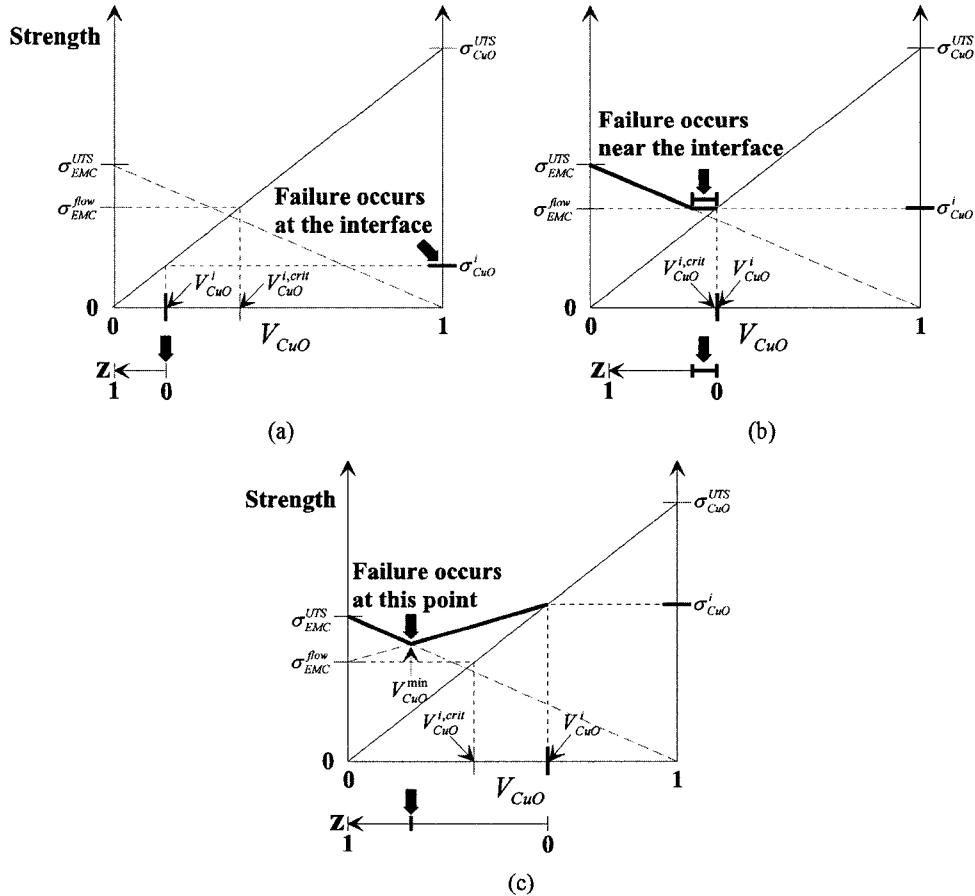 Strength
σ_CuO^UTS
σ_EMC^UTS
σ_EMC^flow
Failure occurs
at the interface
σ_CuO^i
V_CuO^i
V_CuO^i,crit
0
0
V_CuO
1
z
1
0
(a)
σ_CuO^UTS
Failure occurs
near the interface
σ_EMC^UTS
σ_EMC^flow
σ_CuO^i
V_CuO^i,crit
V_CuO^i
0
0
V_CuO
1
z
1
0
(b)
Strength
σ_CuO^UTS
Failure occurs
at this point
σ_EMC^UTS
σ_CuO^i
σ_EMC^flow
V_CuO^min
V_CuO^i,crit
V_CuO^i
0
0
V_CuO
1
z
1
0
(c)